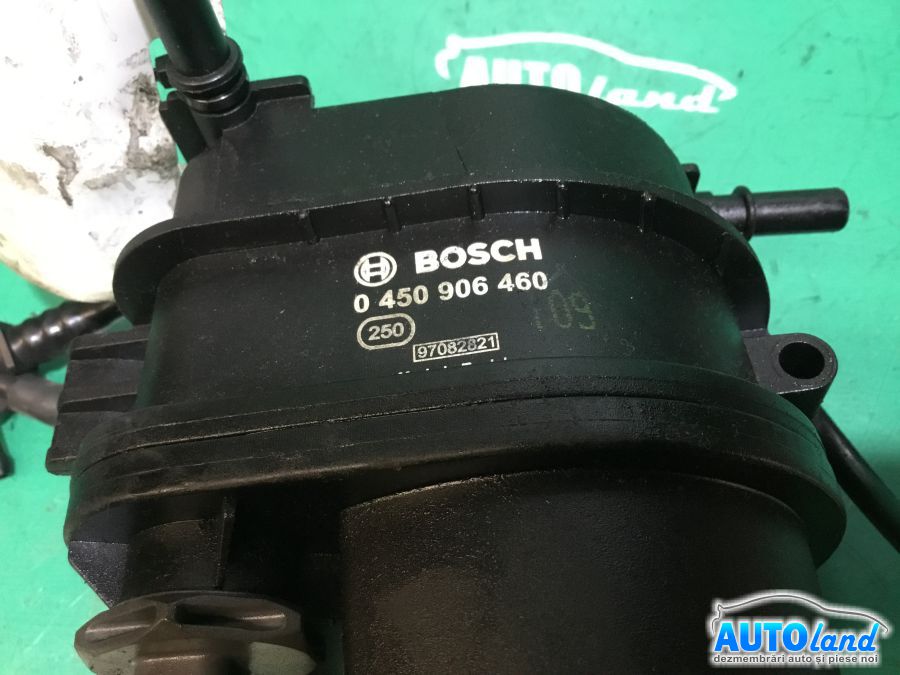 AUTOland
BOSCH
0 450 906 460
109
250
97082821
AUTOland
dezmembrări auto și piese noi